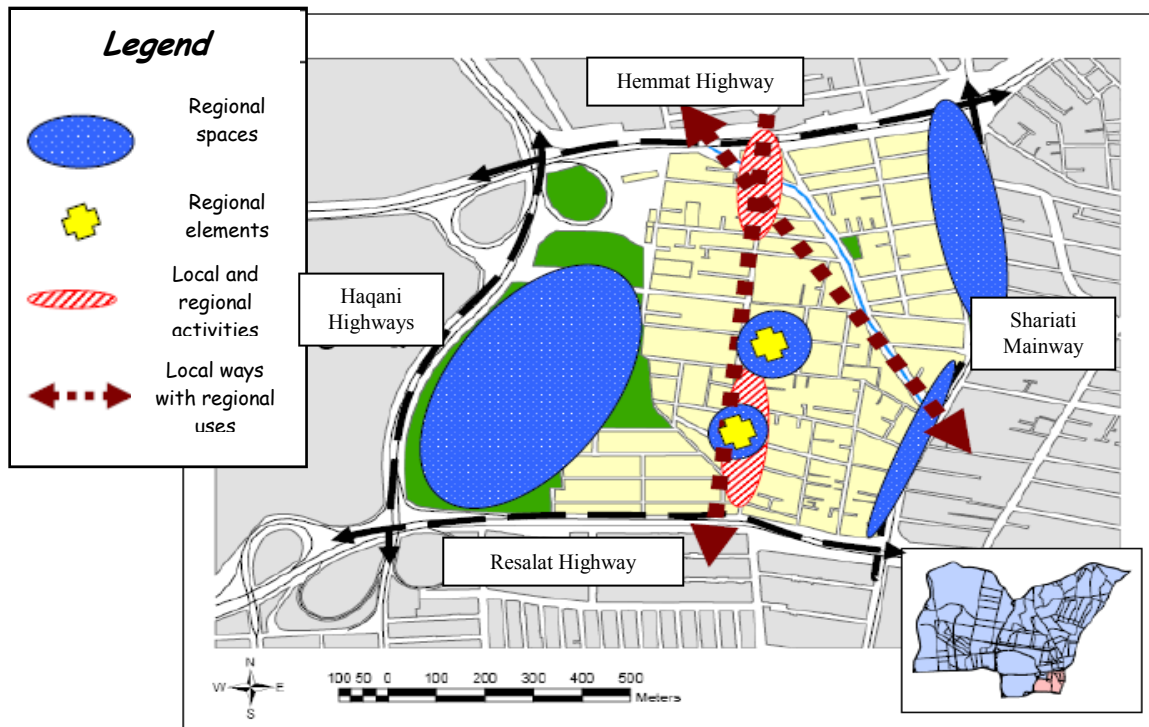 Legend
Regional
spaces
Regional
elements
Local and
regional
activities
Local ways
with regional
uses
Hemmat Highway
Haqani
Highways
Shariati
Mainway
Resalat Highway
N
W E
S
100 50 0 100 200 300 400 500
Meters